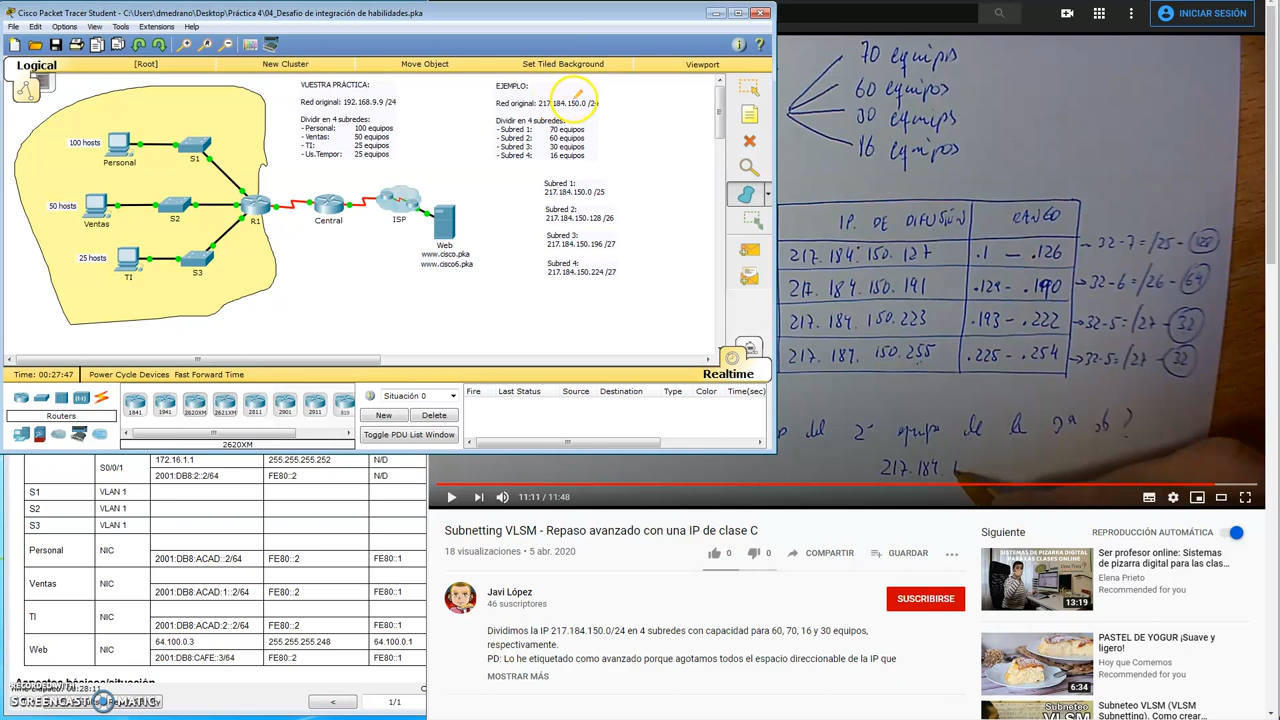 Cisco Packet Tracer Student - C:\Users\dmedrano\Desktop\Práctica 4\04_Desafio de integración de habilidades.pka
File Edit Options View Tools Extensions Help
Logical [Root] New Cluster Move Object Set Tiled Background Viewport
VUESTRA PRÁCTICA:
Red original: 192.168.9.9 /24
Dividir en 4 subredes:
- Personal: 100 equipos
- Ventas: 50 equipos
- TI: 25 equipos
- Us.Tempor: 25 equipos
EJEMPLO:
Red original: 217.184.150.0 /24
Dividir en 4 subredes:
- Subred 1: 70 equipos
- Subred 2: 60 equipos
- Subred 3: 30 equipos
- Subred 4: 16 equipos
Subred 1:
217.184.150.0 /25
Subred 2:
217.184.150.128 /26
Subred 3:
217.184.150.196 /27
Subred 4:
217.184.150.224 /27
100 hosts
Personal
S1
50 hosts
Ventas
S2
R1
Central
ISP
25 hosts
TI
S3
Web
www.cisco.pka
www.cisco6.pka
Time: 00:27:47 Power Cycle Devices Fast Forward Time
Realtime
Routers
1841 1941 2620XM 2621XM 2811 2901 2911 819
2620XM
Situación 0
New Delete
Toggle PDU List Window
Fire Last Status Source Destination Type Color Time(sec)
S0/0/1 172.16.1.1 255.255.255.252 N/D
2001:DB8:2::2/64 FE80::2 N/D
S1 VLAN 1
S2 VLAN 1
S3 VLAN 1
Personal NIC
2001:DB8:ACAD::2/64 FE80::2 FE80::1
Ventas NIC
2001:DB8:ACAD:1::2/64 FE80::2 FE80::1
TI NIC
2001:DB8:ACAD:2::2/64 FE80::2 FE80::1
Web NIC 64.100.0.3 255.255.255.248 64.100.0.1
2001:DB8:CAFE::3/64 FE80::2 FE80::1
RECORDED WITH
SCREENCAST-O-MATIC
< 1/1
INICIAR SESIÓN
70 equipos
60 equipos
30 equipos
16 equipos
IP. DE DIFUSIÓN RANGO
217.184.150.127 .1 - .126 32-7=/25-128
217.184.150.191 .129 - .190 32-6=/26-64
217.184.150.223 .193 - .222 32-5=/27-32
217.184.150.255 .225 - .254 32-5=/27-32
del 2º equipo de la 3ª sb?
217.184.1
11:11 / 11:48
Subnetting VLSM - Repaso avanzado con una IP de clase C
18 visualizaciones • 5 abr. 2020
0 0 COMPARTIR GUARDAR ...
Javi López
46 suscriptores
SUSCRIBIRSE
Dividimos la IP 217.184.150.0/24 en 4 subredes con capacidad para 60, 70, 16 y 30 equipos,
respectivamente.
PD: Lo he etiquetado como avanzado porque agotamos todos el espacio direccionable de la IP que
MOSTRAR MÁS
Siguiente REPRODUCCIÓN AUTOMÁTICA
Ser profesor online: Sistemas
de pizarra digital para las clas...
Elena Prieto
Recommended for you
13:19
PASTEL DE YOGUR ¡Suave y
ligero!
Hoy que Comemos
Recommended for you
6:34
Subneteo VLSM (VLSM
Subnetting). Como crear...